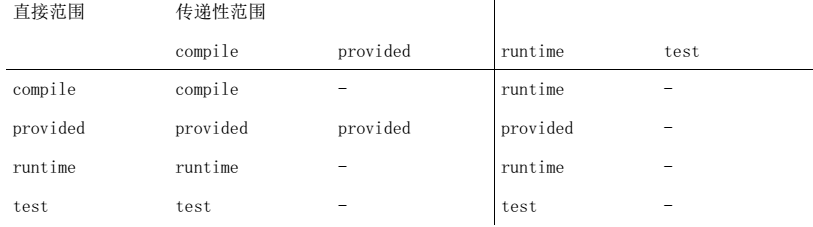 直接范围 传递性范围
compile provided runtime test
compile compile - runtime -
provided provided provided provided -
runtime runtime - runtime -
test test - test -